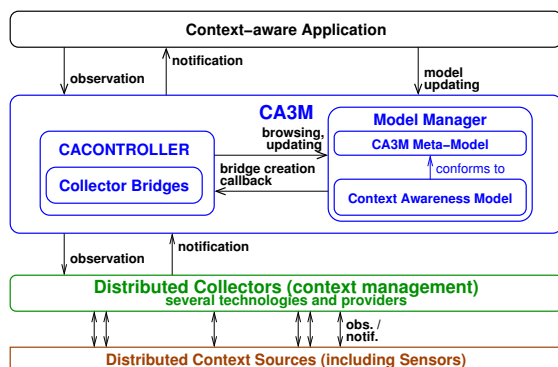 Context-aware Application
observation
notification
model
updating
CA3M
Model Manager
CACONTROLLER
Collector Bridges
browsing,
updating
bridge creation
callback
CA3M Meta-Model
conforms to
Context Awareness Model
observation
notification
Distributed Collectors (context management)
several technologies and providers
obs. /
notif.
Distributed Context Sources (including Sensors)